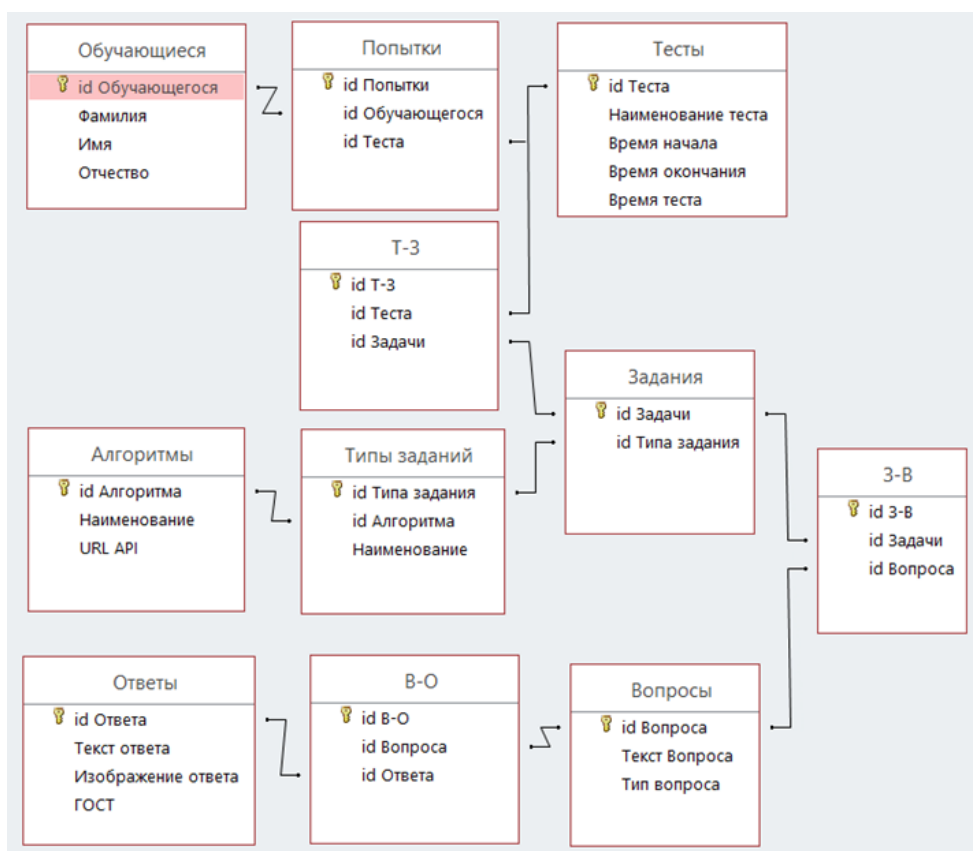 Обучающиеся
id Обучающегося
Фамилия
Имя
Отчество
Попытки
id Попытки
id Обучающегося
id Теста
Тесты
id Теста
Наименование теста
Время начала
Время окончания
Время теста
Т-З
id Т-З
id Теста
id Задачи
Задания
id Задачи
id Типа задания
Алгоритмы
id Алгоритма
Наименование
URL API
Типы заданий
id Типа задания
id Алгоритма
Наименование
З-В
id З-В
id Задачи
id Вопроса
Ответы
id Ответа
Текст ответа
Изображение ответа
ГОСТ
В-О
id В-О
id Вопроса
id Ответа
Вопросы
id Вопроса
Текст Вопроса
Тип вопроса